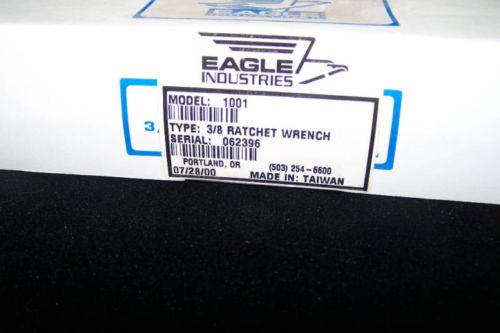 EAGLE
INDUSTRIES
MODEL: 1001
TYPE: 3/8 RATCHET WRENCH
SERIAL: 062396
PORTLAND, OR (503) 254-6600
07/28/00 MADE IN: TAIWAN
3/